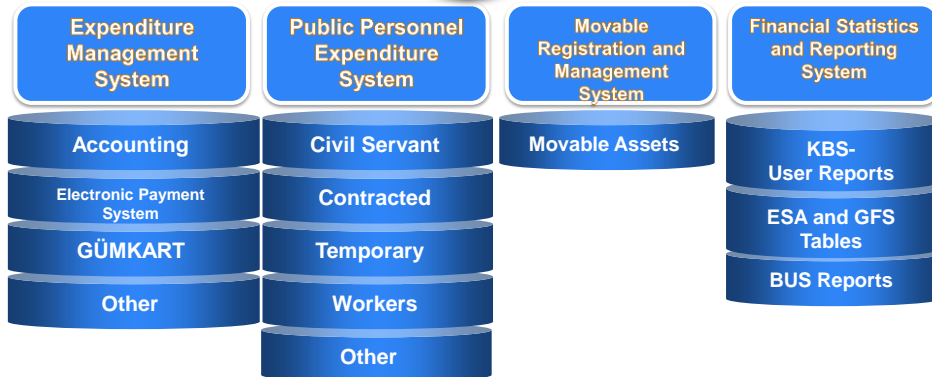 Expenditure
Management
System
Accounting
Electronic Payment
System
GÜMKART
Other
Public Personnel
Expenditure
System
Civil Servant
Contracted
Temporary
Workers
Other
Movable
Registration and
Management
System
Movable Assets
Financial Statistics
and Reporting
System
KBS-
User Reports
ESA and GFS
Tables
BUS Reports